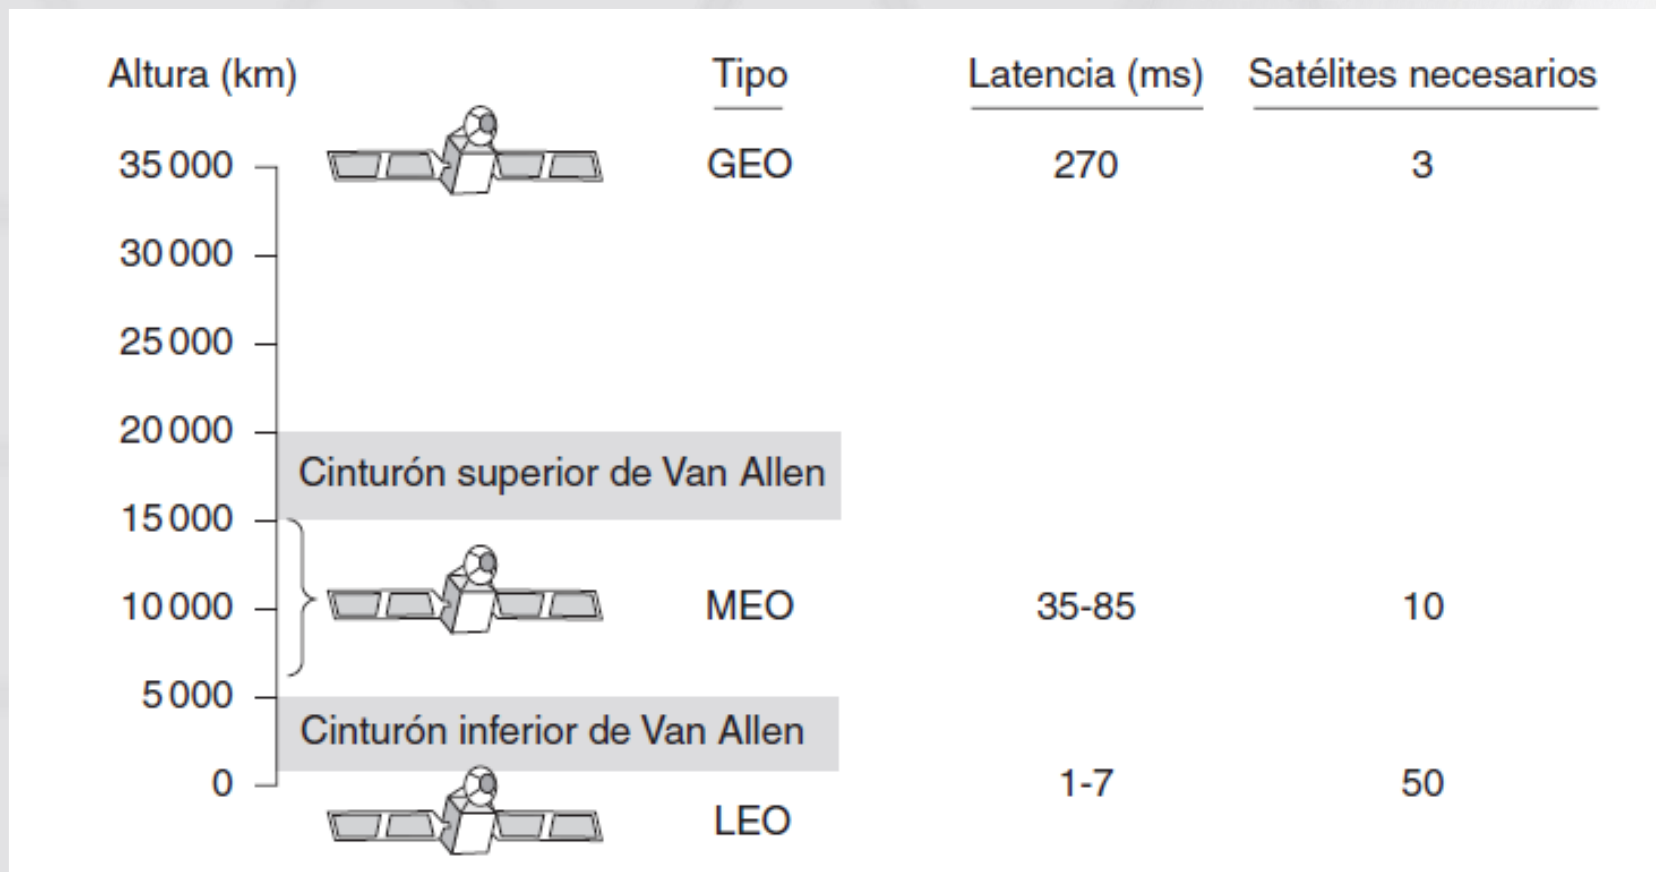 Altura (km) Tipo Latencia (ms) Satélites necesarios
35 000 GEO 270 3
30 000
25 000
20 000
Cinturón superior de Van Allen
15 000
10 000 MEO 35-85 10
5 000
Cinturón inferior de Van Allen
0 1-7 50
LEO